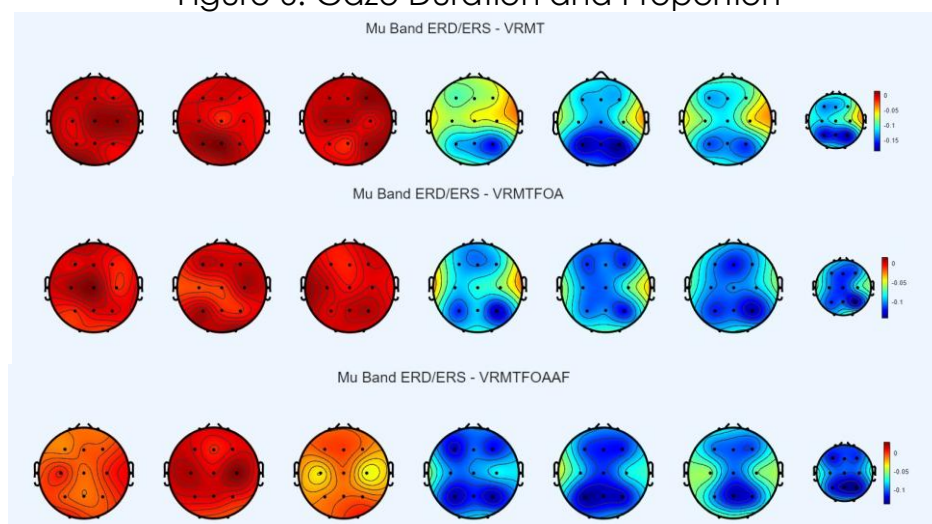 Figure 6: Gaze Duration and Proportion
Mu Band ERD/ERS - VRMT
0
-0.05
-0.1
-0.15
Mu Band ERD/ERS - VRMTFOA
0
-0.05
-0.1
Mu Band ERD/ERS - VRMTFOAAF
0
-0.05
-0.1